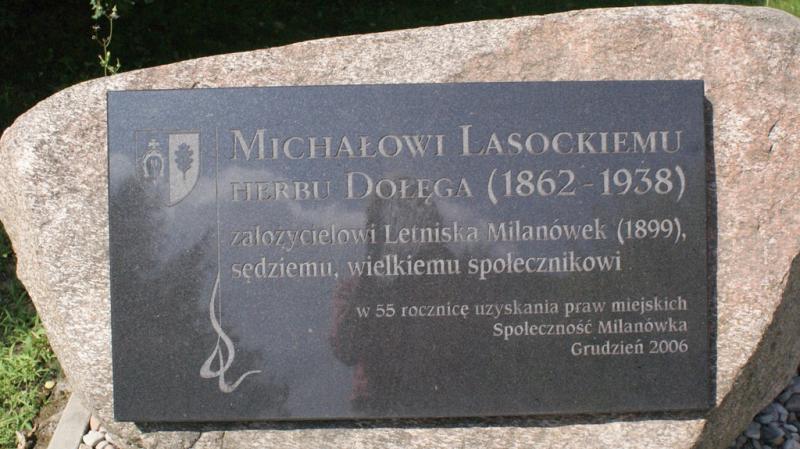 MICHAŁOWI LASOCKIEMU
HERBU DOŁĘGA (1862-1938)
założycielowi Letniska Milanówek (1899),
sędziemu, wielkiemu społecznikowi
w 55 rocznicę uzyskania praw miejskich
Społeczność Milanówka
Grudzień 2006